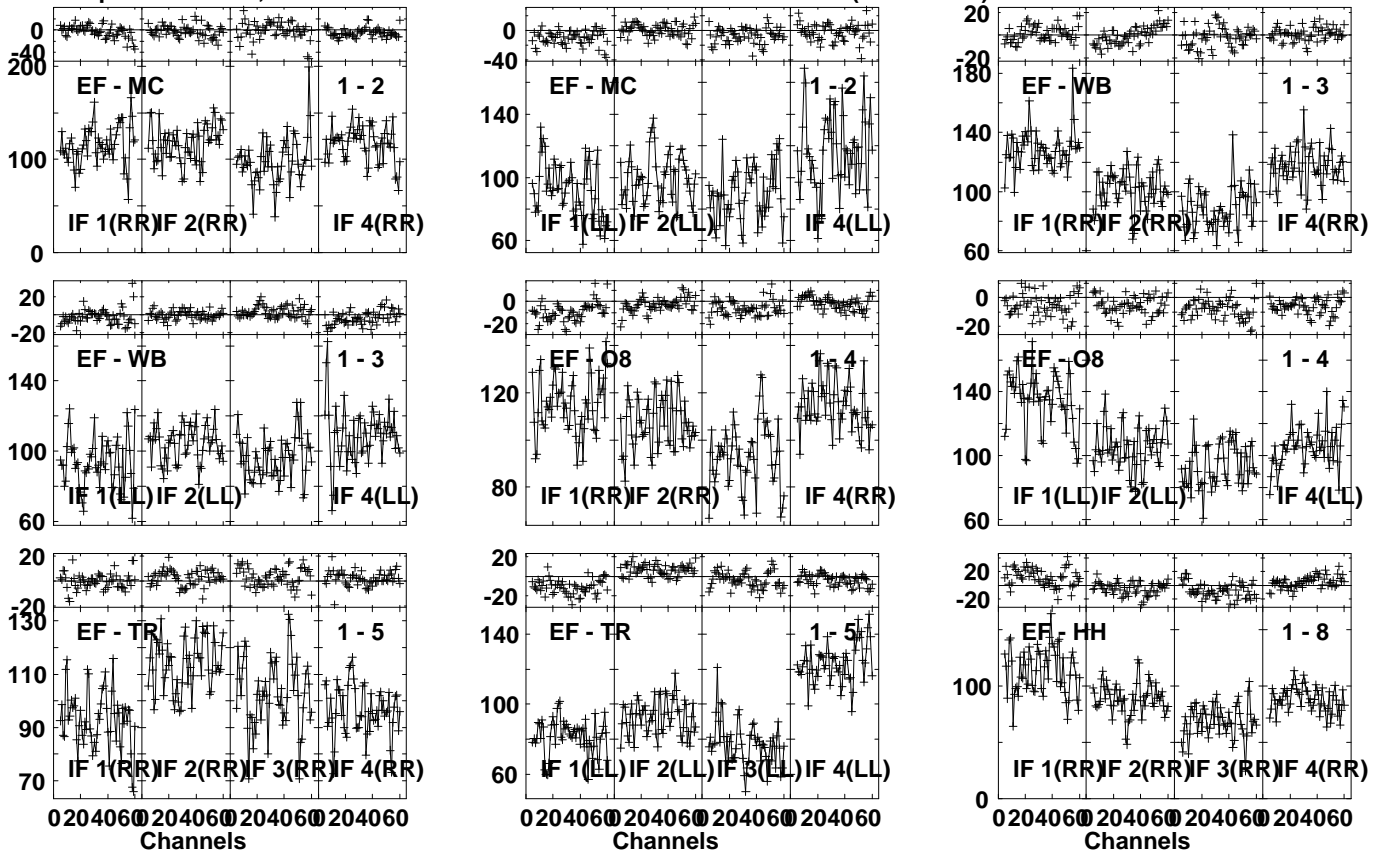 0
-40
200
100
0
EF - MC
1 - 2
IF 1(RR)
IF 2(RR)
IF 4(RR)
0
-40
140
100
60
EF - MC
1 - 2
IF 1(LL)
IF 2(LL)
IF 4(LL)
20
0
-20
180
140
100
60
EF - WB
1 - 3
IF 1(RR)
IF 2(RR)
IF 4(RR)
20
0
-20
140
100
60
EF - WB
1 - 3
IF 1(LL)
IF 2(LL)
IF 4(LL)
0
-20
120
80
EF - O8
1 - 4
IF 1(RR)
IF 2(RR)
IF 4(RR)
0
-20
140
100
60
EF - O8
1 - 4
IF 1(LL)
IF 2(LL)
IF 4(LL)
20
0
-20
130
110
90
70
EF - TR
1 - 5
IF 1(RR)
IF 2(RR)
IF 3(RR)
IF 4(RR)
0 20 40 60 0 20 40 60 0 20 40 60 0 20 40 60
Channels
20
0
-20
140
100
60
EF - TR
1 - 5
IF 1(LL)
IF 2(LL)
IF 3(LL)
IF 4(LL)
0 20 40 60 0 20 40 60 0 20 40 60 0 20 40 60
20
0
-20
100
0
EF - HH
1 - 8
IF 1(RR)
IF 2(RR)
IF 3(RR)
IF 4(RR)
0 20 40 60 0 20 40 60 0 20 40 60 0 20 40 60
Channels